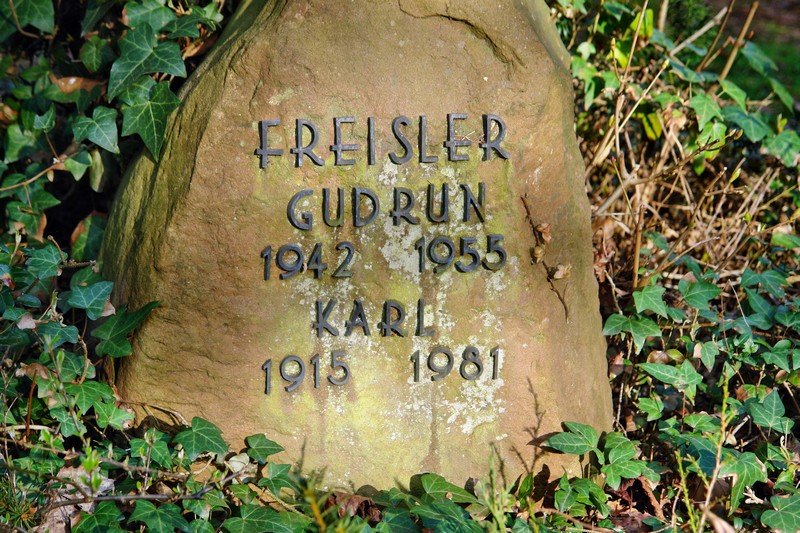 FREISLER
GUDRUN
1942 1955
KARL
1915 1981